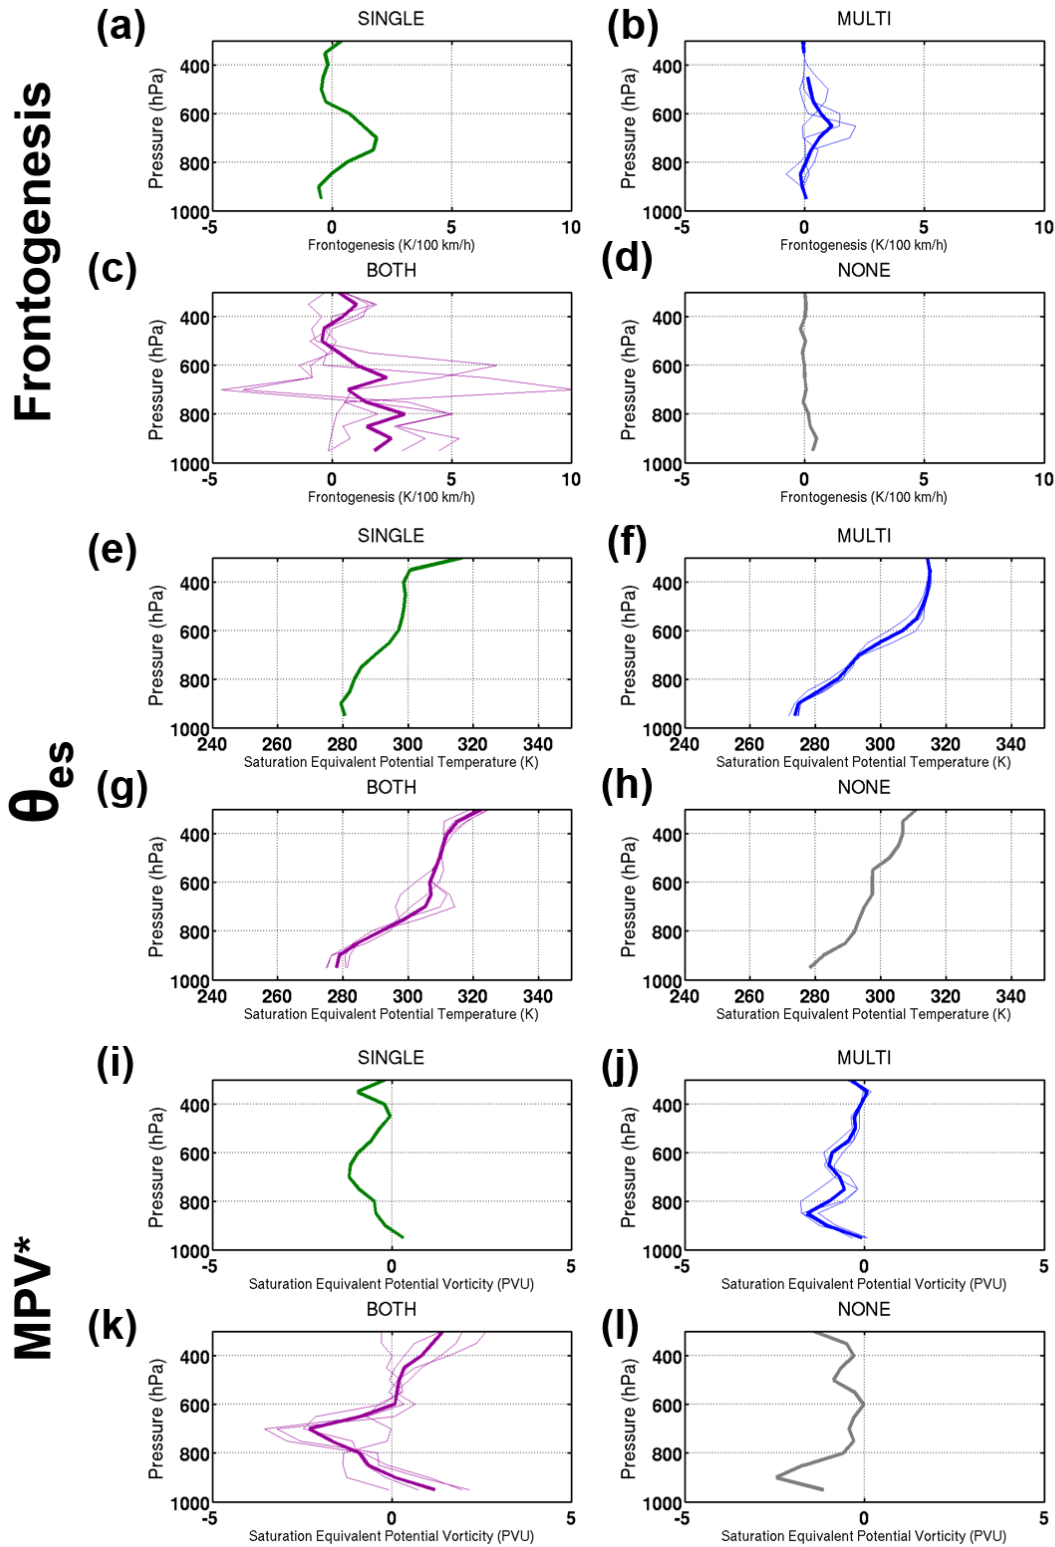 Frontogenesis
(a) SINGLE
Pressure (hPa)
400
600
800
1000
-5 0 5 10
Frontogenesis (K/100 km/h)
(b) MULTI
Pressure (hPa)
400
600
800
1000
-5 0 5 10
Frontogenesis (K/100 km/h)
(c) BOTH
Pressure (hPa)
400
600
800
1000
-5 0 5 10
Frontogenesis (K/100 km/h)
(d) NONE
Pressure (hPa)
400
600
800
1000
-5 0 5 10
Frontogenesis (K/100 km/h)
θes
(e) SINGLE
Pressure (hPa)
400
600
800
1000
240 260 280 300 320 340
Saturation Equivalent Potential Temperature (K)
(f) MULTI
Pressure (hPa)
400
600
800
1000
240 260 280 300 320 340
Saturation Equivalent Potential Temperature (K)
(g) BOTH
Pressure (hPa)
400
600
800
1000
240 260 280 300 320 340
Saturation Equivalent Potential Temperature (K)
(h) NONE
Pressure (hPa)
400
600
800
1000
240 260 280 300 320 340
Saturation Equivalent Potential Temperature (K)
MPV*
(i) SINGLE
Pressure (hPa)
400
600
800
1000
-5 0 5
Saturation Equivalent Potential Vorticity (PVU)
(j) MULTI
Pressure (hPa)
400
600
800
1000
-5 0 5
Saturation Equivalent Potential Vorticity (PVU)
(k) BOTH
Pressure (hPa)
400
600
800
1000
-5 0 5
Saturation Equivalent Potential Vorticity (PVU)
(l) NONE
Pressure (hPa)
400
600
800
1000
-5 0 5
Saturation Equivalent Potential Vorticity (PVU)